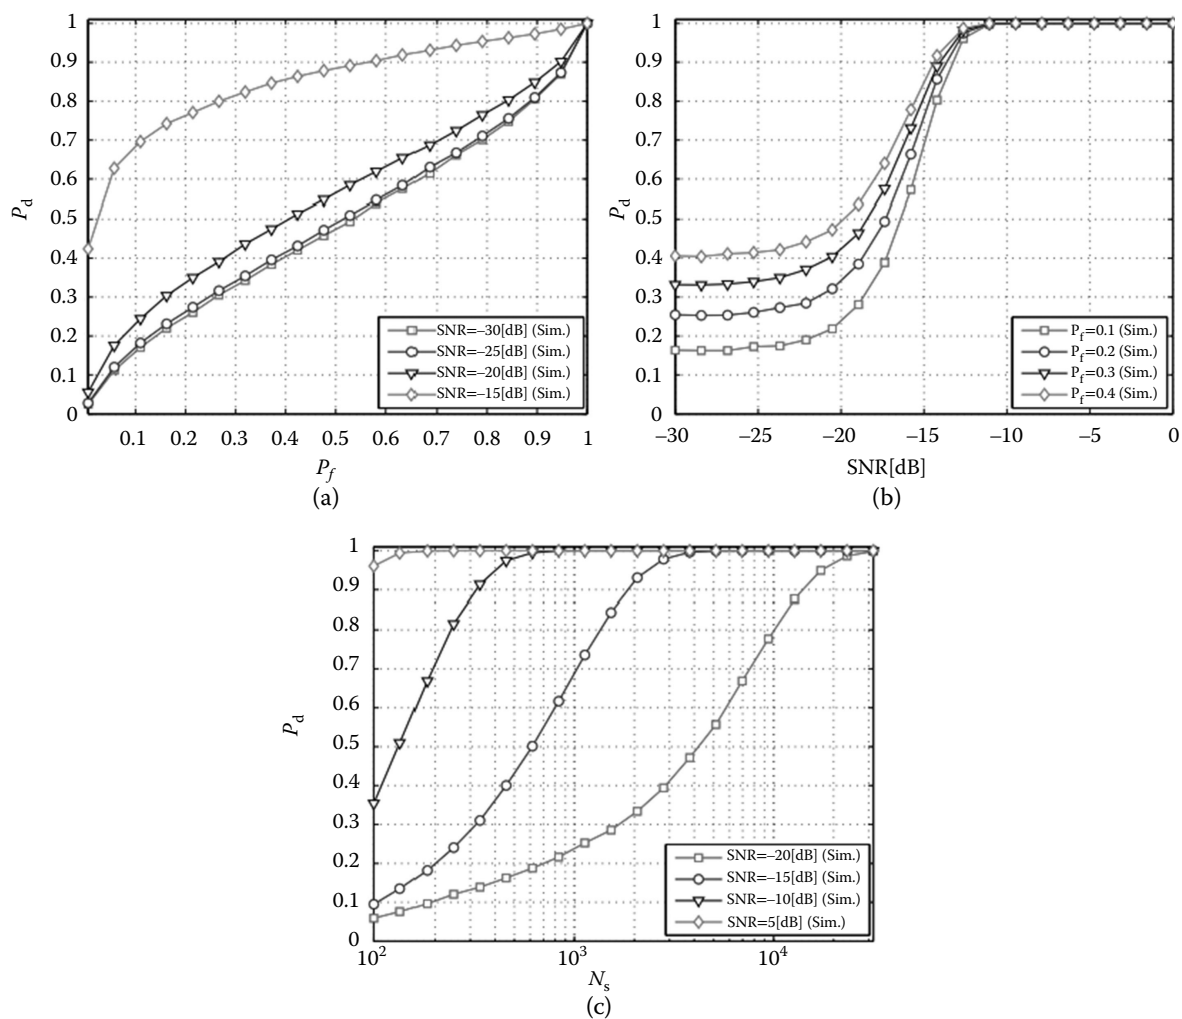 1
0.9
0.8
0.7
0.6
0.5
0.4
0.3
0.2
0.1
0
P_d
SNR=–30[dB] (Sim.)
SNR=–25[dB] (Sim.)
SNR=–20[dB] (Sim.)
SNR=–15[dB] (Sim.)
0.1 0.2 0.3 0.4 0.5 0.6 0.7 0.8 0.9 1
P_f
(a)
1
0.9
0.8
0.7
0.6
0.5
0.4
0.3
0.2
0.1
0
P_d
P_f=0.1 (Sim.)
P_f=0.2 (Sim.)
P_f=0.3 (Sim.)
P_f=0.4 (Sim.)
–30 –25 –20 –15 –10 –5 0
SNR[dB]
(b)
1
0.9
0.8
0.7
0.6
0.5
0.4
0.3
0.2
0.1
0
P_d
SNR=–20[dB] (Sim.)
SNR=–15[dB] (Sim.)
SNR=–10[dB] (Sim.)
SNR=5[dB] (Sim.)
10^2 10^3 10^4
N_s
(c)